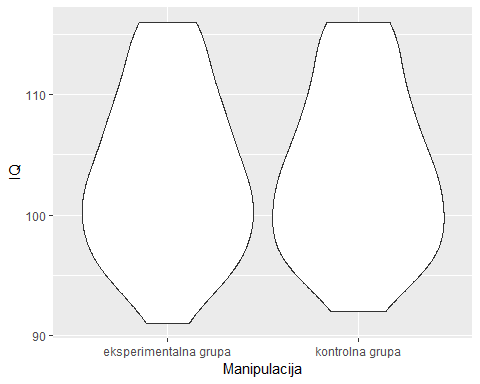 IQ
110
100
90
eksperimentalna grupa
kontrolna grupa
Manipulacija